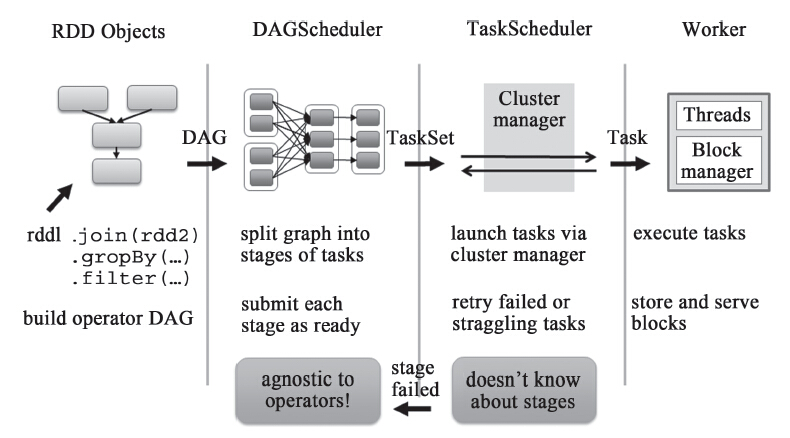 RDD Objects
DAGScheduler
TaskScheduler
Worker
DAG
TaskSet
Cluster
manager
Task
Threads
Block
manager
rddl .join(rdd2)
.gropBy(…)
.filter(…)
build operator DAG
split graph into
stages of tasks
submit each
stage as ready
launch tasks via
cluster manager
retry failed or
straggling tasks
execute tasks
store and serve
blocks
agnostic to
operators!
stage
failed
doesn't know
about stages